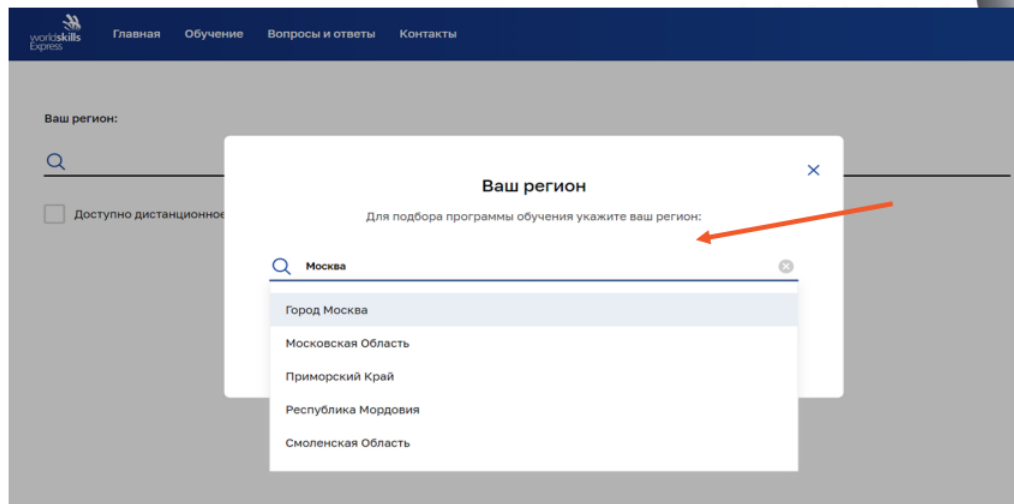 worldskills
Express
Главная Обучение Вопросы и ответы Контакты
Ваш регион:
Доступно дистанционное
Ваш регион
Для подбора программы обучения укажите ваш регион:
Москва
Город Москва
Московская Область
Приморский Край
Республика Мордовия
Смоленская Область